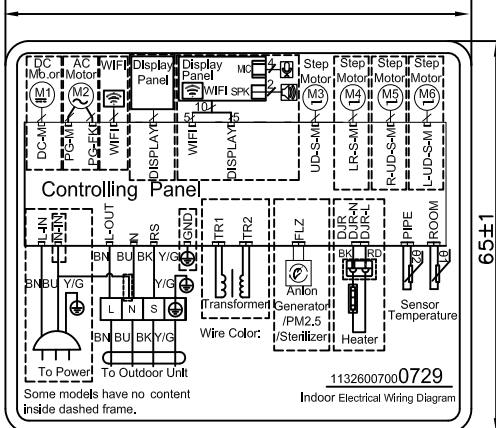 DC Mo.or
AC Motor
WIFI
Display Panel
Display Panel
WIFI
MIC
SPK
4
2
10
5
5
Step Motor
Step Motor
Step Motor
Step Motor
M1
M2
M3
M4
M5
M6
DC-M
PG-M
PG-FK
WIFI
DISPLAY
WIFI
DISPLAY
UD-S-M
LR-S-M
R-UD-S-M
L-UD-S-M
Controlling Panel
L-IN
N-IN
L-OUT
N
RS
GND
TR1
TR2
FLZ
DJR
DJR-N
DJR-L
PIPE
ROOM
BN BU Y/G
BN BU BK Y/G
BK RD
θ2
θ1
L N S
BN BU BK Y/G
Transformer
Wire Color:
Anion
Generator
/PM2.5
/Sterilizer
Heater
Sensor
Temperature
To Power
To Outdoor Unit
Some models have no content
inside dashed frame.
11326007000729
Indoor Electrical Wiring Diagram
65±1